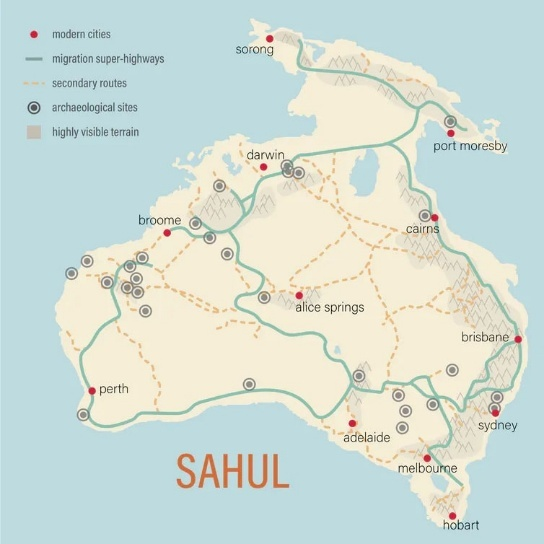 modern cities
migration super-highways
secondary routes
archaeological sites
highly visible terrain
sorong
port moresby
darwin
cairns
broome
alice springs
brisbane
perth
sydney
adelaide
melbourne
SAHUL
hobart